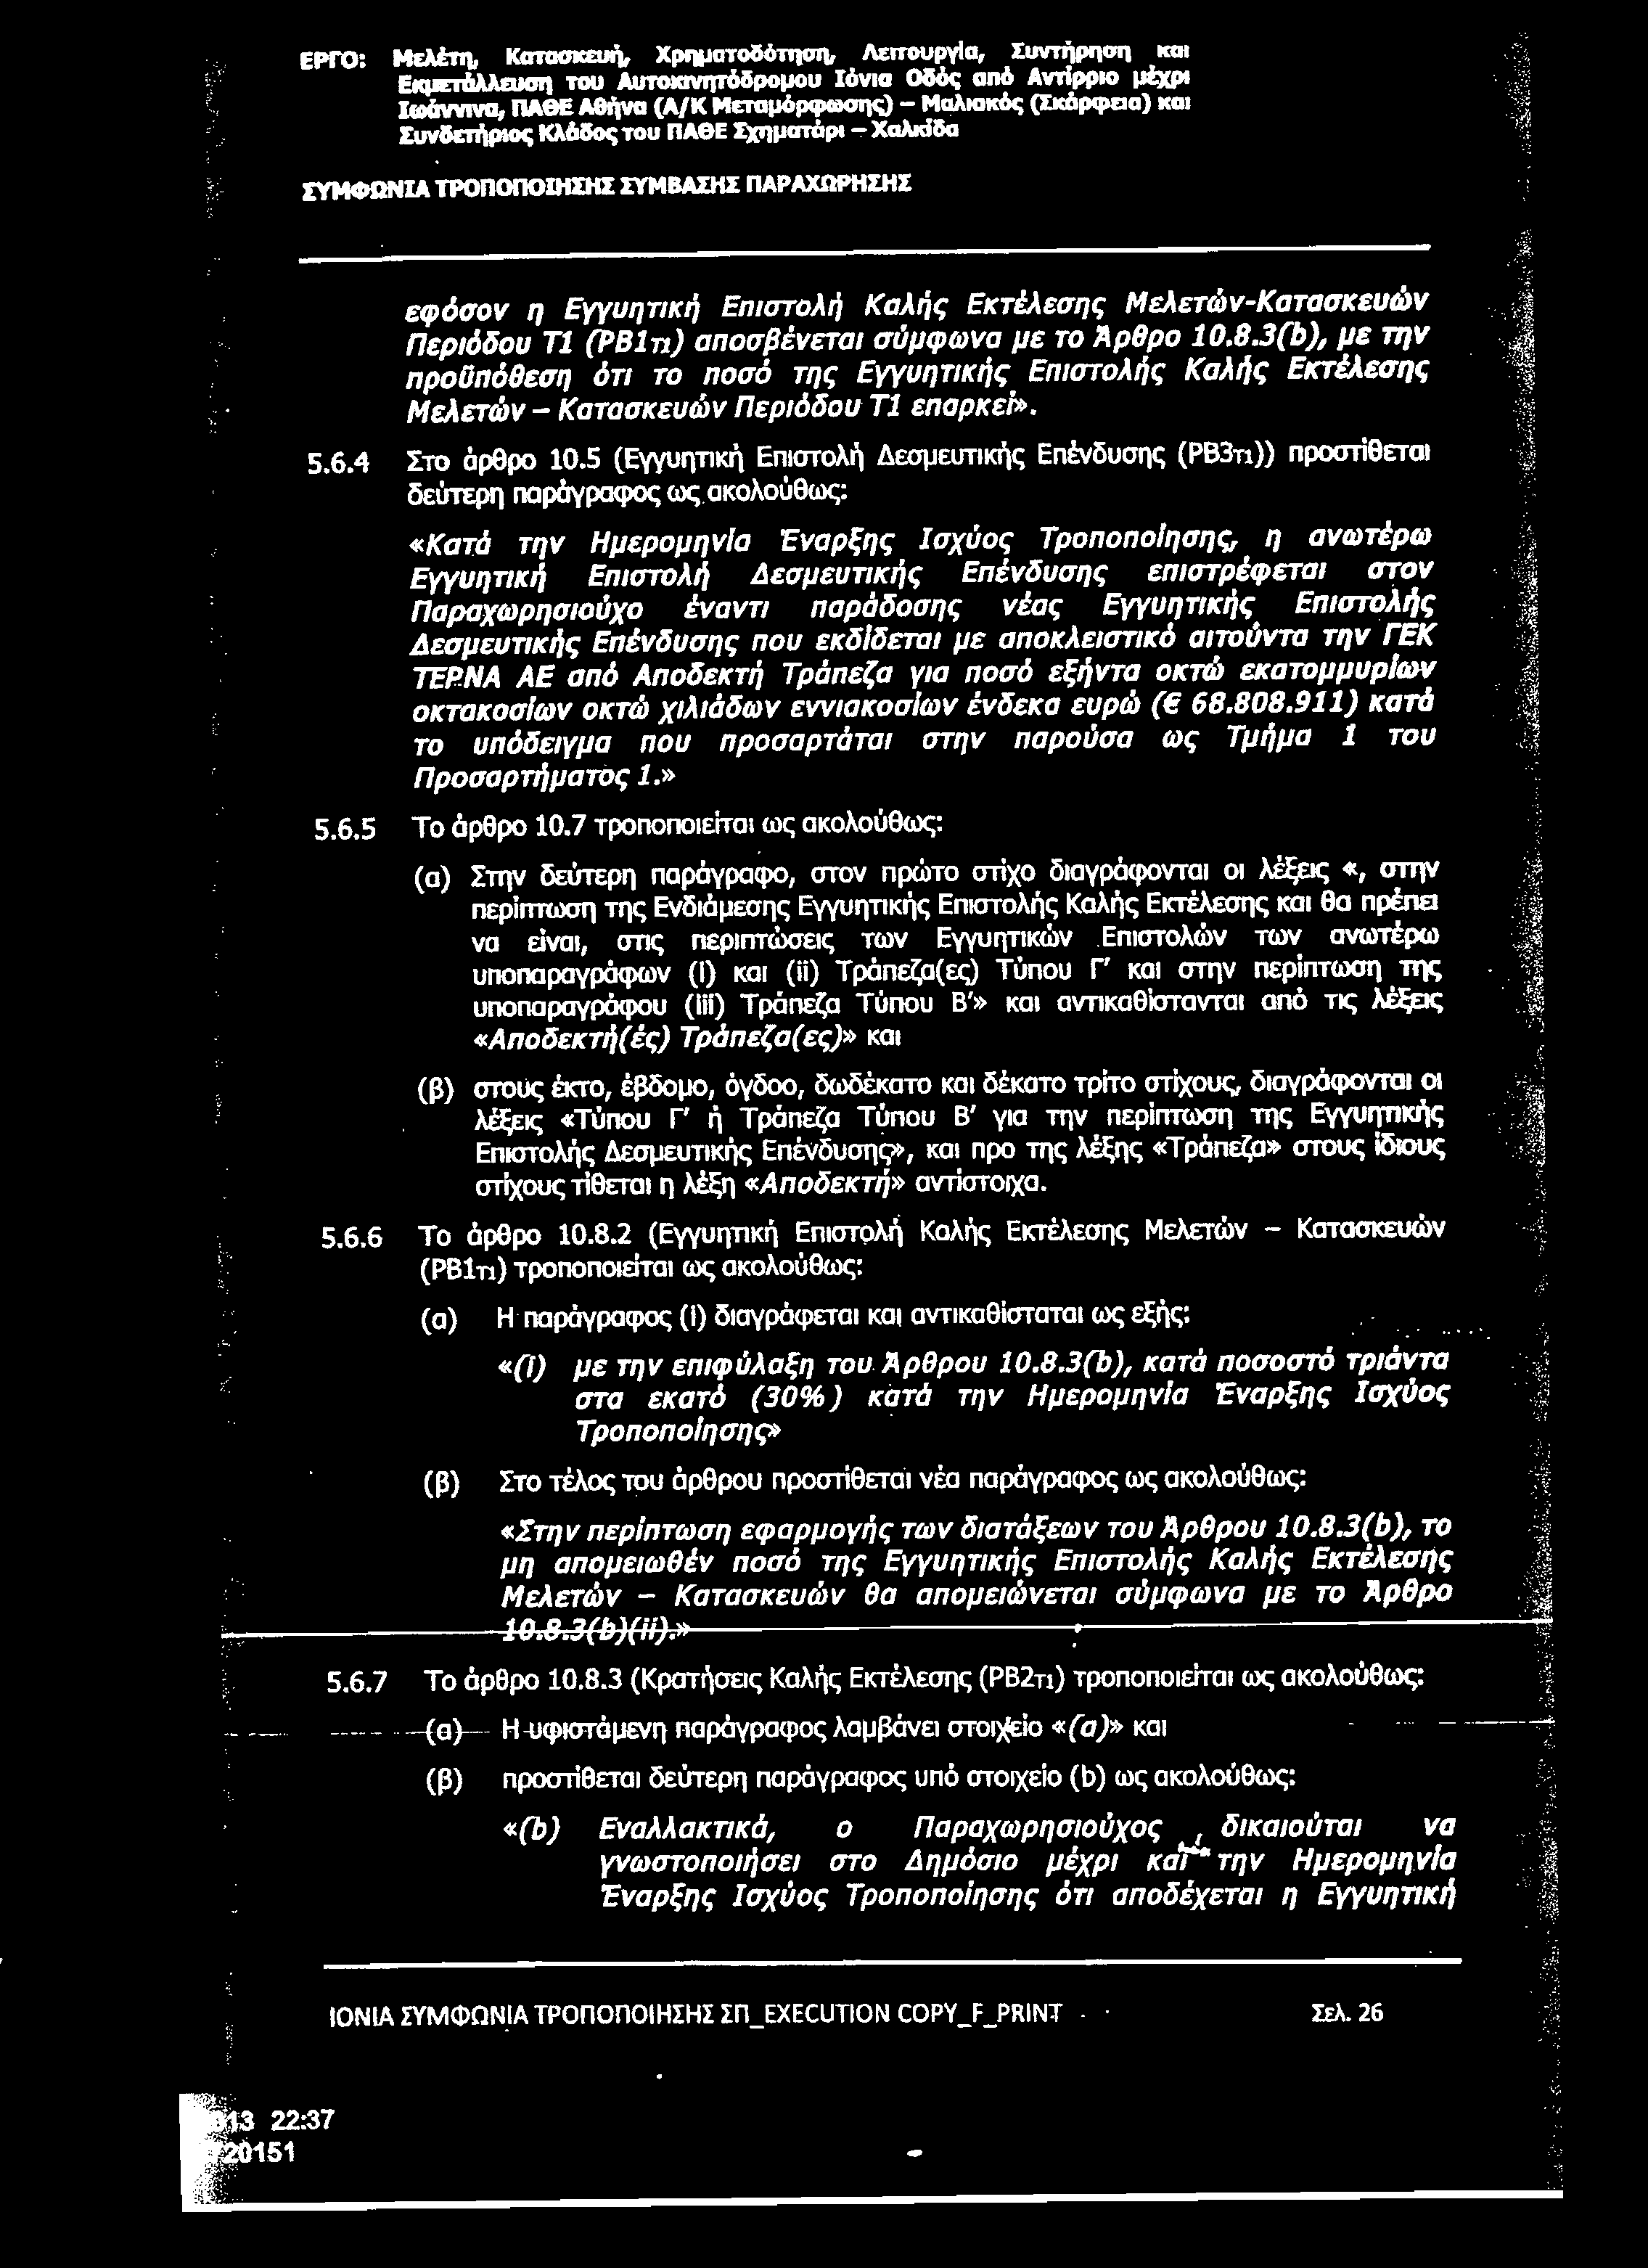 ΕΡΓΟ: Μελέτη, Κατασκευή, Χρηματοδότηση, Λειτουργία, Συντήρηση και
Εκμετάλλευση του Αυτοκινητόδρομου Ιόνια Οδός από Αντίρριο μέχρι
Ιωάννινα, ΠΑΘΕ Αθήνα (Α/Κ Μεταμόρφωσης) – Μαλιακός (Σκάρφεια) και
Συνδετήριος Κλάδος του ΠΑΘΕ Σχηματάρι – Χαλκίδα
ΣΥΜΦΩΝΙΑ ΤΡΟΠΟΠΟΙΗΣΗΣ ΣΥΜΒΑΣΗΣ ΠΑΡΑΧΩΡΗΣΗΣ
εφόσον η Εγγυητική Επιστολή Καλής Εκτέλεσης Μελετών-Κατασκευών
Περιόδου Τ1 (PB1τ1) αποσβένεται σύμφωνα με το Άρθρο 10.8.3(b), με την
προϋπόθεση ότι το ποσό της Εγγυητικής Επιστολής Καλής Εκτέλεσης
Μελετών – Κατασκευών Περιόδου Τ1 επαρκεί».
5.6.4 Στο άρθρο 10.5 (Εγγυητική Επιστολή Δεσμευτικής Επένδυσης (PB3τ1)) προστίθεται
δεύτερη παράγραφος ως ακολούθως:
«Κατά την Ημερομηνία Έναρξης Ισχύος Τροποποίησης, η ανωτέρω
Εγγυητική Επιστολή Δεσμευτικής Επένδυσης επιστρέφεται στον
Παραχωρησιούχο έναντι παράδοσης νέας Εγγυητικής Επιστολής
Δεσμευτικής Επένδυσης που εκδίδεται με αποκλειστικό αιτούντα την ΓΕΚ
ΤΕΡΝΑ ΑΕ από Αποδεκτή Τράπεζα για ποσό εξήντα οκτώ εκατομμυρίων
οκτακοσίων οκτώ χιλιάδων εννιακοσίων ένδεκα ευρώ (€ 68.808.911) κατά
το υπόδειγμα που προσαρτάται στην παρούσα ως Τμήμα 1 του
Προσαρτήματος 1.»
5.6.5 Το άρθρο 10.7 τροποποιείται ως ακολούθως:
(α) Στην δεύτερη παράγραφο, στον πρώτο στίχο διαγράφονται οι λέξεις «, στην
περίπτωση της Ενδιάμεσης Εγγυητικής Επιστολής Καλής Εκτέλεσης και θα πρέπει
να είναι, στις περιπτώσεις των Εγγυητικών Επιστολών των ανωτέρω
υποπαραγράφων (i) και (ii) Τράπεζα(ες) Τύπου Γ' και στην περίπτωση της
υποπαραγράφου (iii) Τράπεζα Τύπου Β'» και αντικαθίστανται από τις λέξεις
«Αποδεκτή(ές) Τράπεζα(ες)» και
(β) στους έκτο, έβδομο, όγδοο, δωδέκατο και δέκατο τρίτο στίχους, διαγράφονται οι
λέξεις «Τύπου Γ' ή Τράπεζα Τύπου Β' για την περίπτωση της Εγγυητικής
Επιστολής Δεσμευτικής Επένδυσης», και προ της λέξης «Τράπεζα» στους ίδιους
στίχους τίθεται η λέξη «Αποδεκτή» αντίστοιχα.
5.6.6 Το άρθρο 10.8.2 (Εγγυητική Επιστολή Καλής Εκτέλεσης Μελετών – Κατασκευών
(PB1τ1) τροποποιείται ως ακολούθως:
(α) Η παράγραφος (i) διαγράφεται και αντικαθίσταται ως εξής:
«(i) με την επιφύλαξη του Άρθρου 10.8.3(b), κατά ποσοστό τριάντα
στα εκατό (30%) κατά την Ημερομηνία Έναρξης Ισχύος
Τροποποίησης»
(β) Στο τέλος του άρθρου προστίθεται νέα παράγραφος ως ακολούθως:
«Στην περίπτωση εφαρμογής των διατάξεων του Άρθρου 10.8.3(b), το
μη απομειωθέν ποσό της Εγγυητικής Επιστολής Καλής Εκτέλεσης
Μελετών – Κατασκευών θα απομειώνεται σύμφωνα με το Άρθρο
10.8.3(b)(ii).»
5.6.7 Το άρθρο 10.8.3 (Κρατήσεις Καλής Εκτέλεσης (PB2τ1) τροποποιείται ως ακολούθως:
(α) Η υφιστάμενη παράγραφος λαμβάνει στοιχείο «(a)» και
(β) προστίθεται δεύτερη παράγραφος υπό στοιχείο (b) ως ακολούθως:
«(b) Εναλλακτικά, ο Παραχωρησιούχος , δικαιούται να
γνωστοποιήσει στο Δημόσιο μέχρι και την Ημερομηνία
Έναρξης Ισχύος Τροποποίησης ότι αποδέχεται η Εγγυητική
ΙΟΝΙΑ ΣΥΜΦΩΝΙΑ ΤΡΟΠΟΠΟΙΗΣΗΣ ΣΠ_EXECUTION COPY_F_PRINT
Σελ. 26
013 22:37
20151